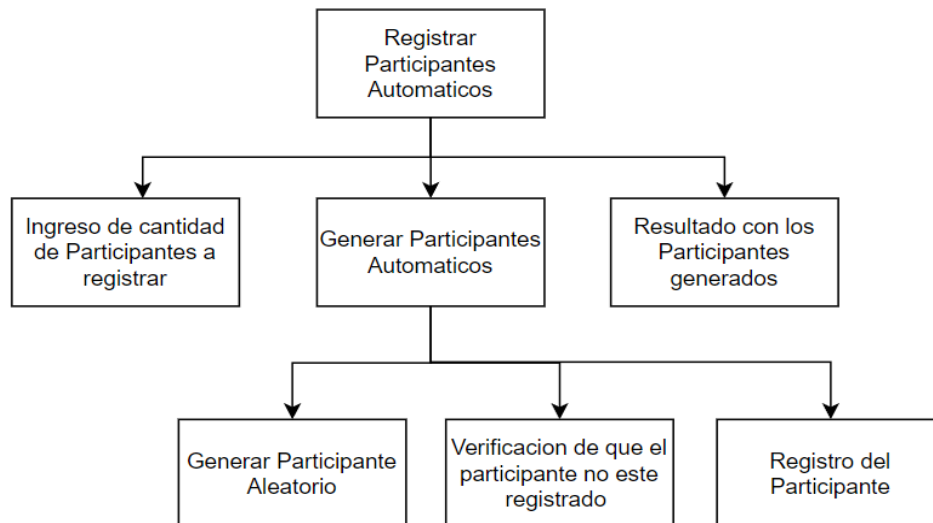 Registrar
Participantes
Automaticos
Ingreso de cantidad
de Participantes a
registrar
Generar Participantes
Automaticos
Resultado con los
Participantes
generados
Generar Participante
Aleatorio
Verificacion de que el
participante no este
registrado
Registro del
Participante